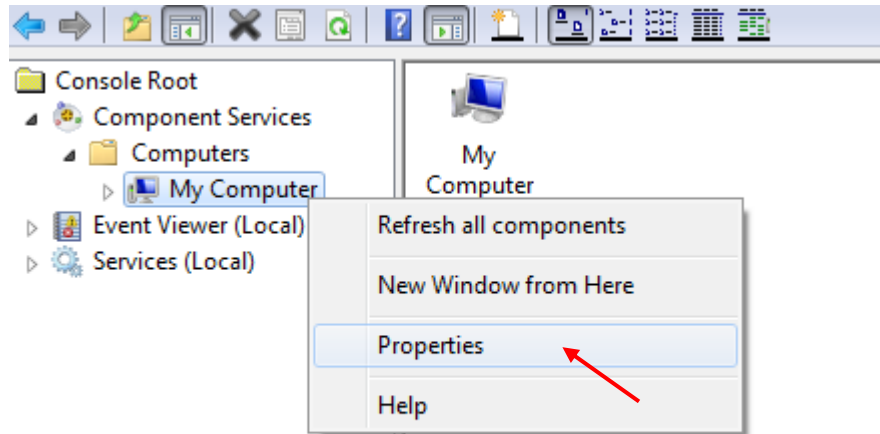 Console Root
Component Services
Computers
My Computer
Event Viewer (Local)
Services (Local)
My
Computer
Refresh all components
New Window from Here
Properties
Help